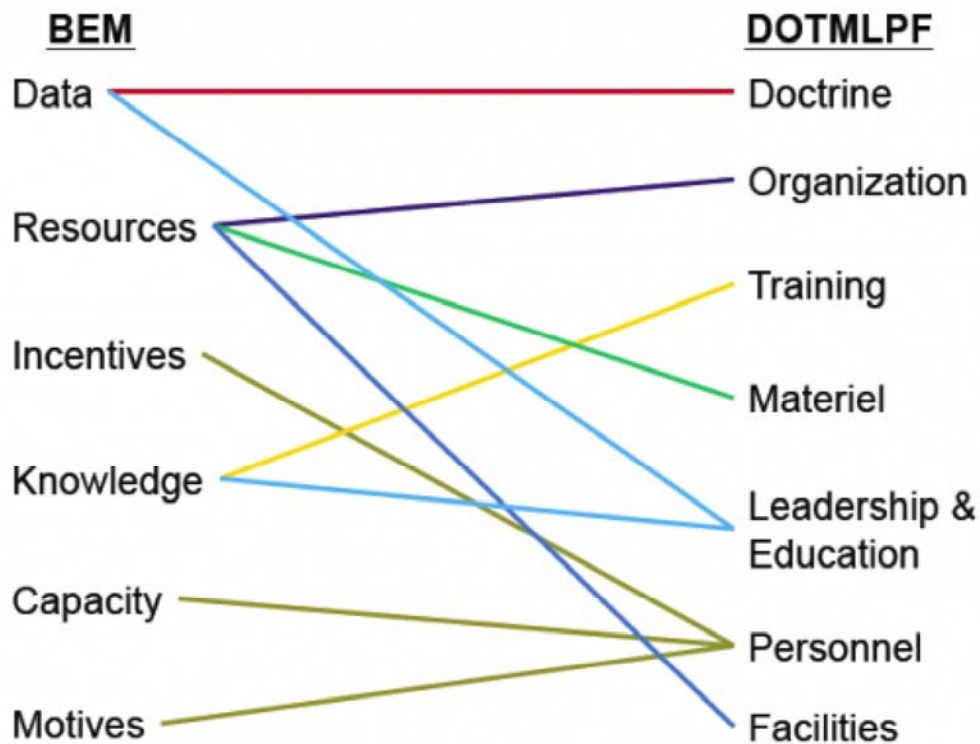 BEM
Data
Resources
Incentives
Knowledge
Capacity
Motives
DOTMLPF
Doctrine
Organization
Training
Materiel
Leadership &
Education
Personnel
Facilities